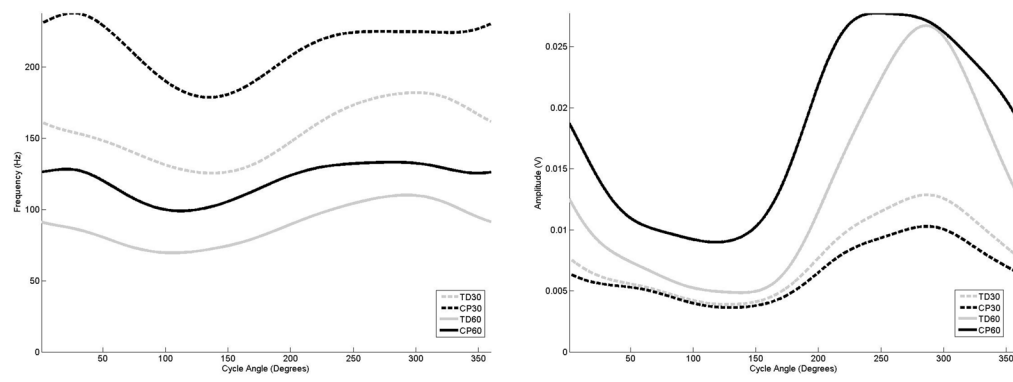 200
150
100
50
0
Frequency (Hz)
50 100 150 200 250 300 350
Cycle Angle (Degrees)
TD30
CP30
TD60
CP60
0.025
0.02
0.015
0.01
0.005
0
Amplitude (V)
50 100 150 200 250 300 350
Cycle Angle (Degrees)
TD30
CP30
TD60
CP60